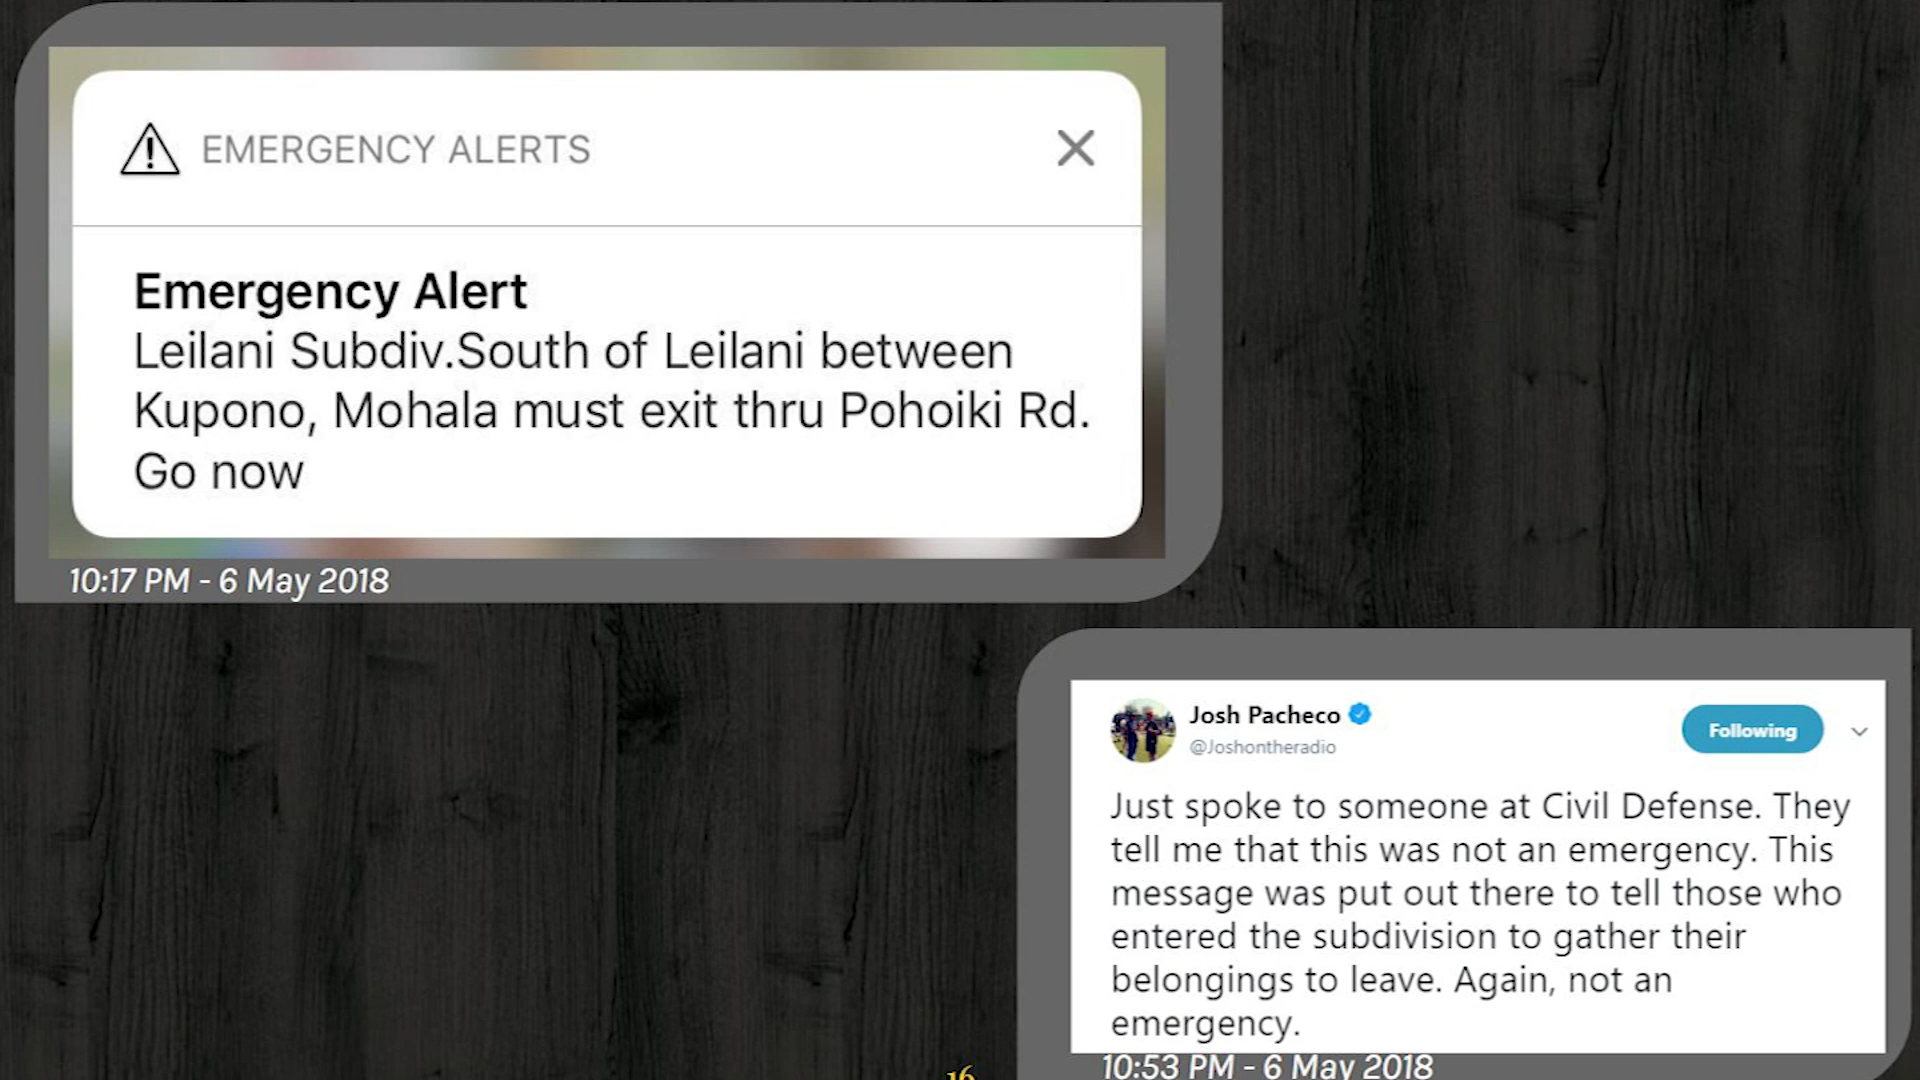 EMERGENCY ALERTS
Emergency Alert
Leilani Subdiv.South of Leilani between
Kupono, Mohala must exit thru Pohoiki Rd.
Go now
10:17 PM - 6 May 2018
Josh Pacheco
@Joshontheradio
Following
Just spoke to someone at Civil Defense. They
tell me that this was not an emergency. This
message was put out there to tell those who
entered the subdivision to gather their
belongings to leave. Again, not an
emergency.
10:53 PM - 6 May 2018
16